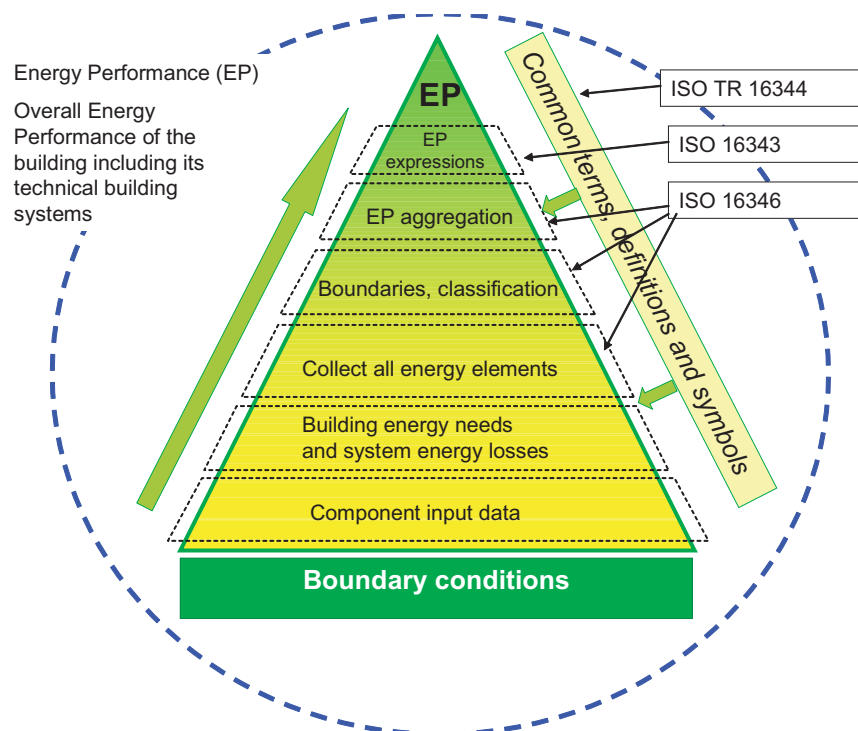 Energy Performance (EP)
Overall Energy
Performance of the
building including its
technical building
systems
EP
EP
expressions
EP aggregation
Boundaries, classification
Collect all energy elements
Building energy needs
and system energy losses
Component input data
Boundary conditions
Common terms, definitions and symbols
ISO TR 16344
ISO 16343
ISO 16346